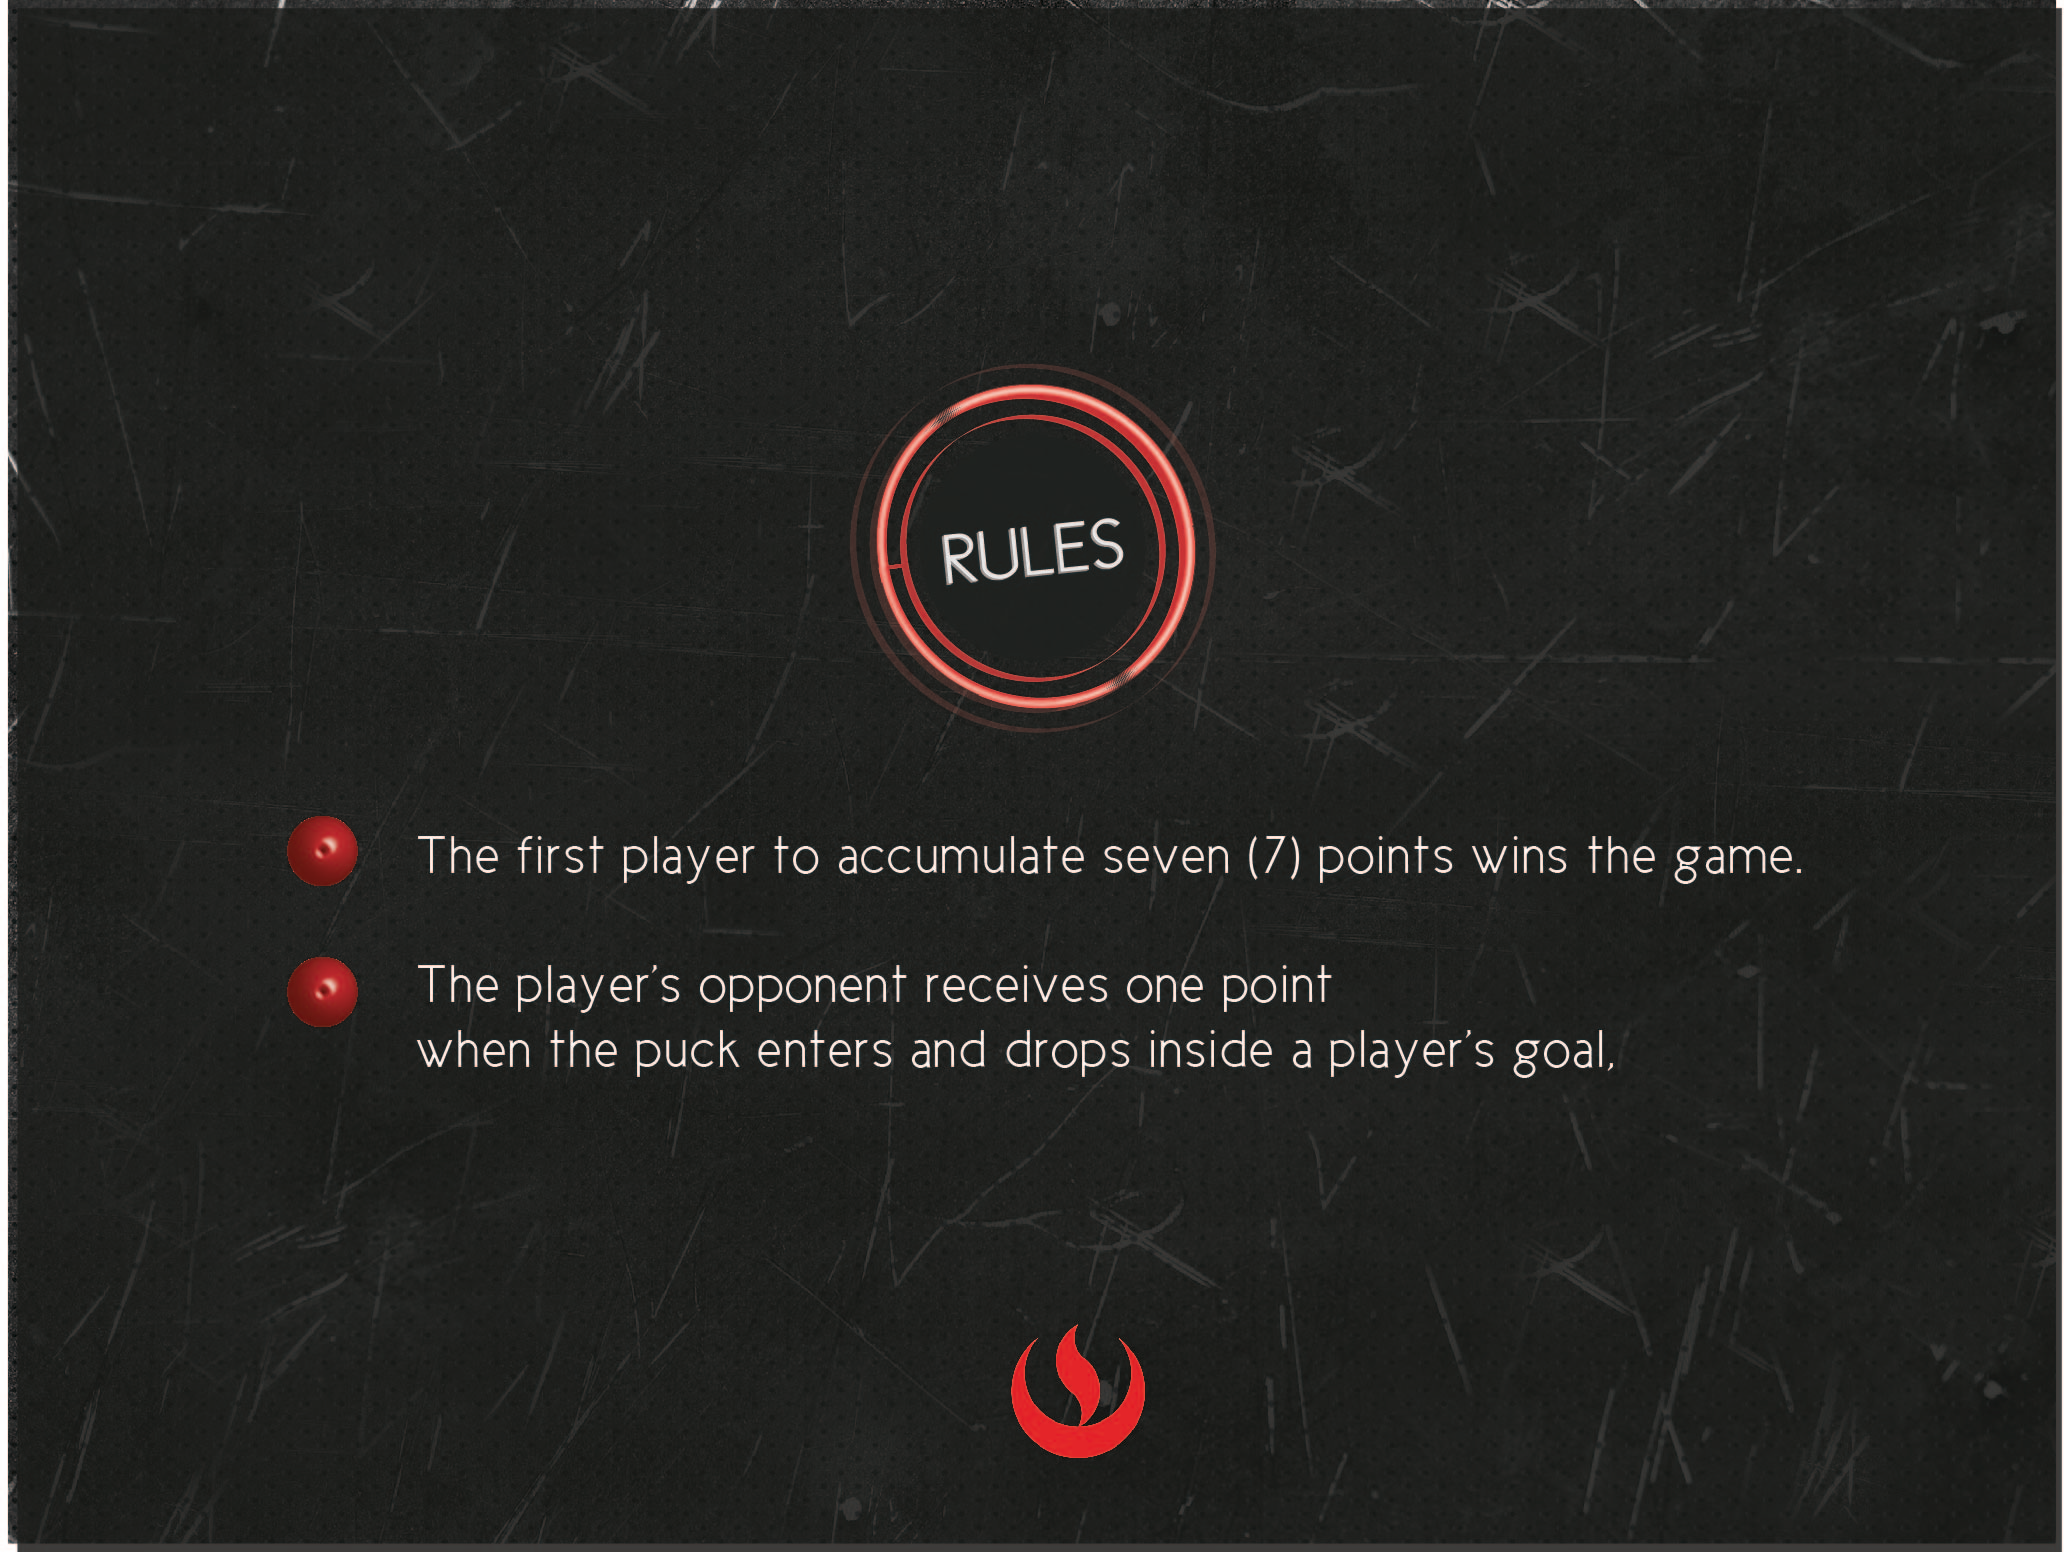 RULES
The first player to accumulate seven (7) points wins the game.
The player's opponent receives one point
when the puck enters and drops inside a player's goal,